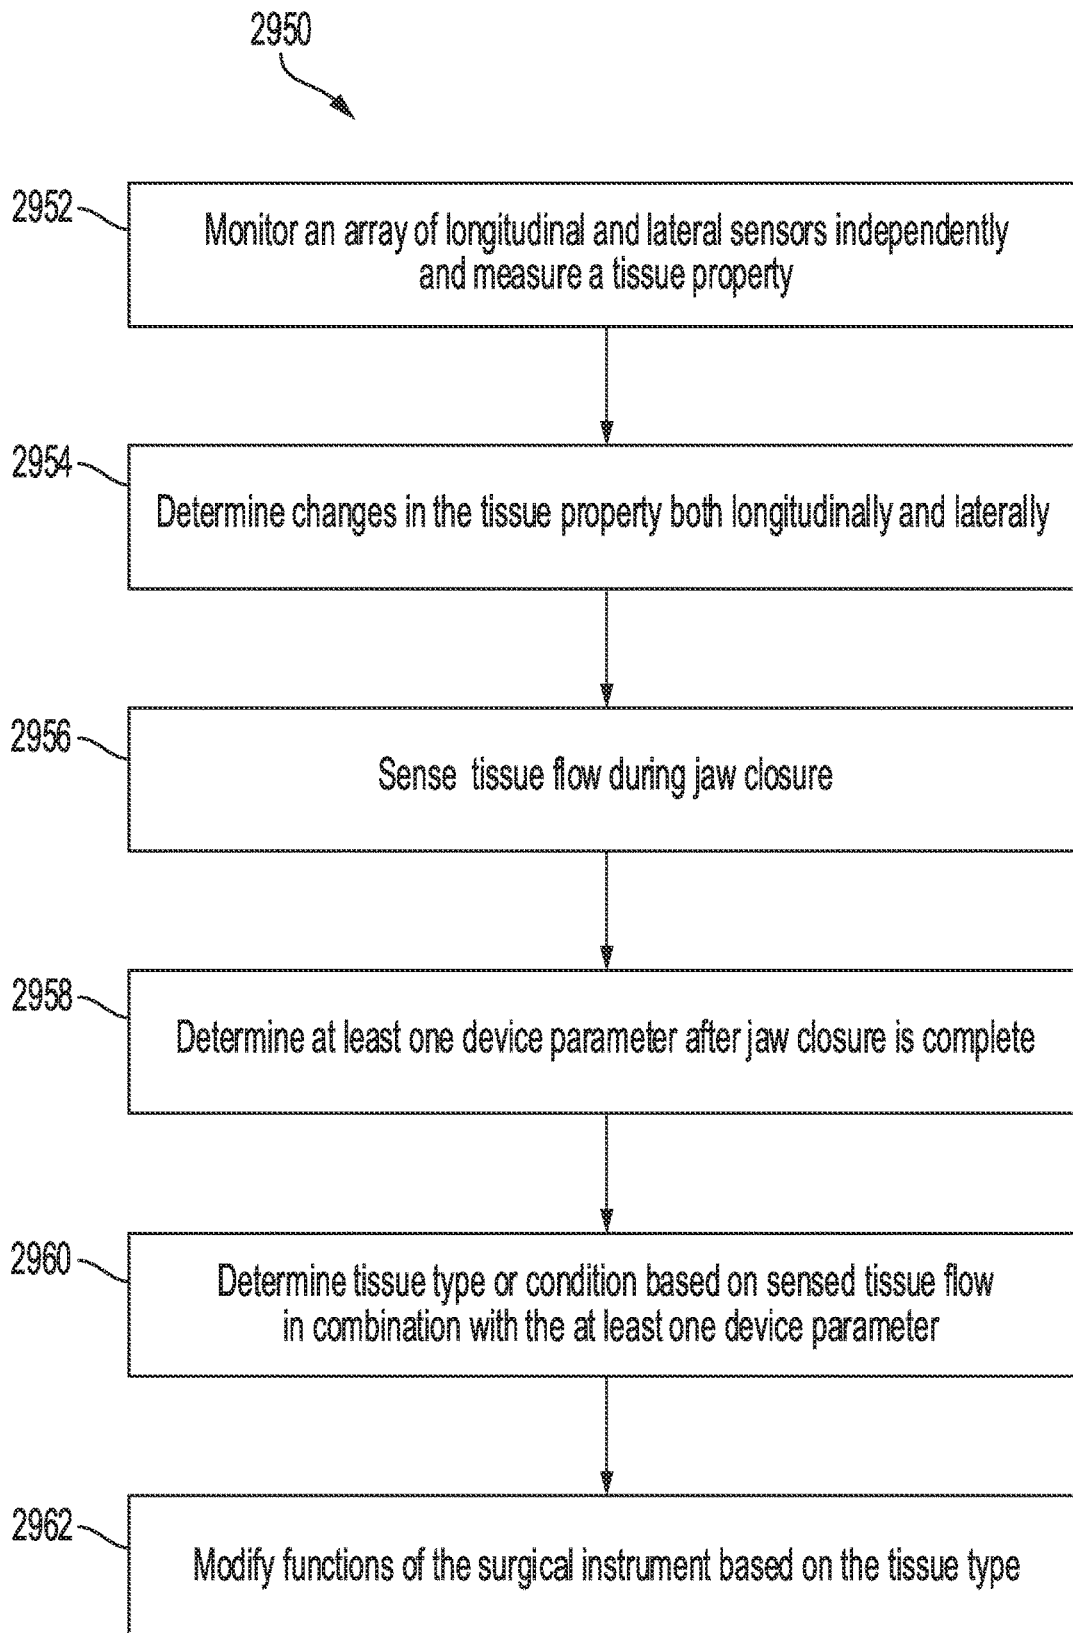 2950
2952
Monitor an array of longitudinal and lateral sensors independently
and measure a tissue property
2954
Determine changes in the tissue property both longitudinally and laterally
2956
Sense tissue flow during jaw closure
2958
Determine at least one device parameter after jaw closure is complete
2960
Determine tissue type or condition based on sensed tissue flow
in combination with the at least one device parameter
2962
Modify functions of the surgical instrument based on the tissue type